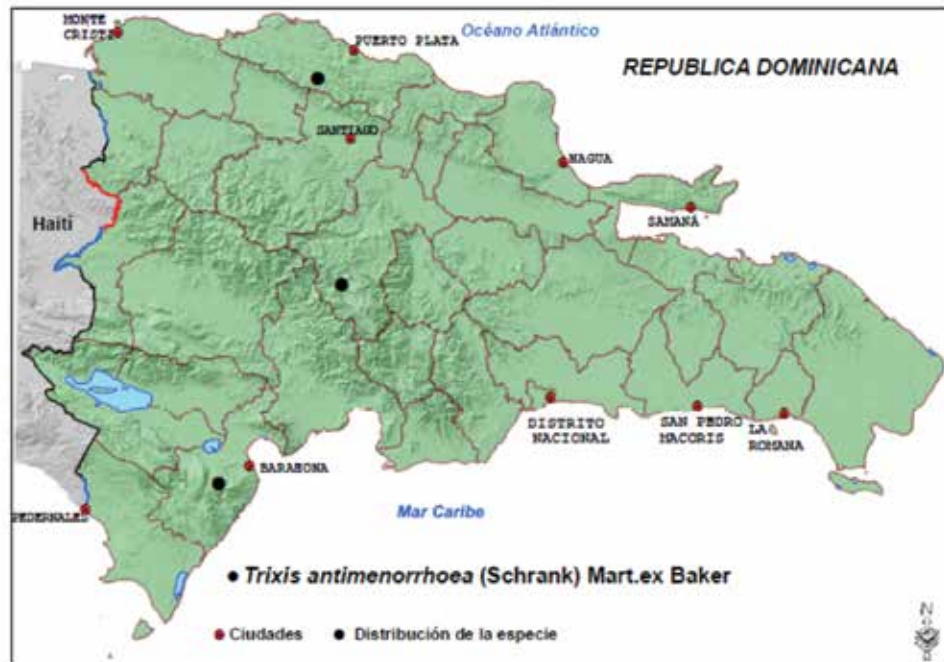 MONTE
CRISTI
PUERTO PLATA
Océano Atlántico
REPUBLICA DOMINICANA
SANTIAGO
NAGUA
Haití
SAMANÁ
DISTRITO
NACIONAL
SAN PEDRO
MACORIS
LA
ROMANA
BARAHONA
PEDERNALES
Mar Caribe
• Trixis antimenorrhoea (Schrank) Mart.ex Baker
Ciudades
Distribución de la especie
N